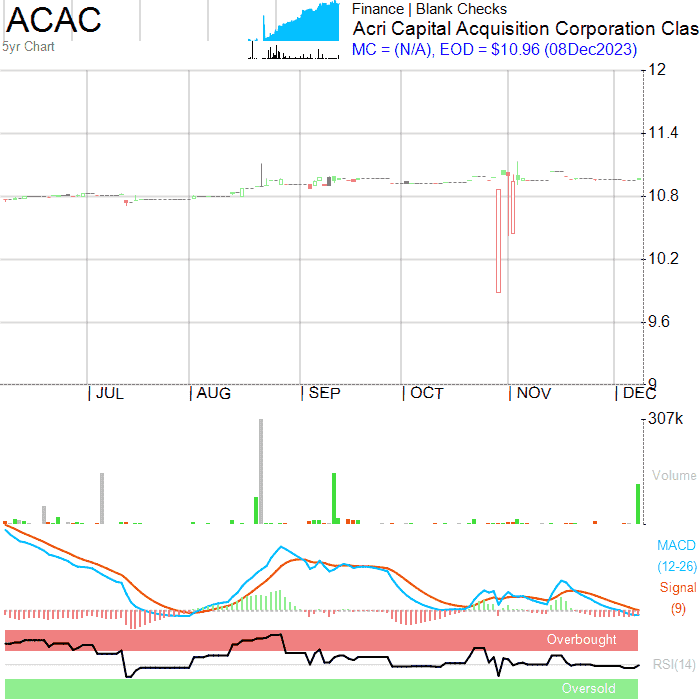 ACAC
5yr Chart
Finance | Blank Checks
Acri Capital Acquisition Corporation Clas
MC = (N/A), EOD = $10.96 (08Dec2023)
12
11.4
10.8
10.2
9.6
9
JUL AUG SEP OCT NOV DEC
307k
Volume
MACD
(12-26)
Signal
(9)
Overbought
RSI(14)
Oversold